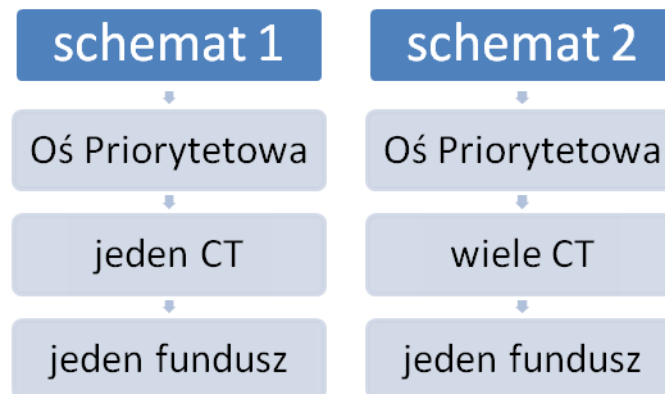 schemat 1
Oś Priorytetowa
jeden CT
jeden fundusz
schemat 2
Oś Priorytetowa
wiele CT
jeden fundusz